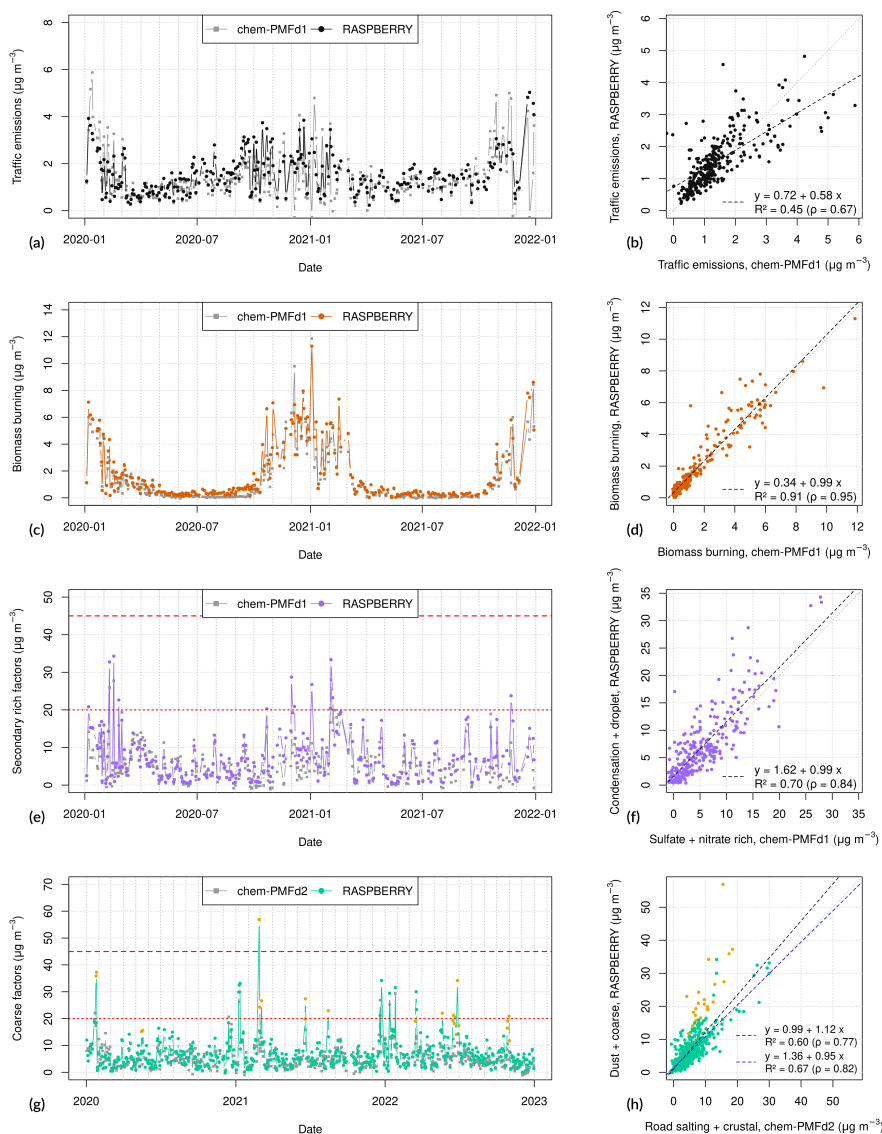 chem-PMFd1 RASPBERRY
Traffic emissions (µg m−3)
0 2 4 6 8
2020-01 2020-07 2021-01 2021-07 2022-01
Date
(a)
Traffic emissions, RASPBERRY (µg m−3)
0 1 2 3 4 5 6
y = 0.72 + 0.58 x
R² = 0.45 (ρ = 0.67)
0 1 2 3 4 5 6
Traffic emissions, chem-PMFd1 (µg m−3)
(b)
chem-PMFd1 RASPBERRY
Biomass burning (µg m−3)
0 2 4 6 8 10 12 14
2020-01 2020-07 2021-01 2021-07 2022-01
Date
(c)
Biomass burning, RASPBERRY (µg m−3)
0 2 4 6 8 10 12
y = 0.34 + 0.99 x
R² = 0.91 (ρ = 0.95)
0 2 4 6 8 10 12
Biomass burning, chem-PMFd1 (µg m−3)
(d)
chem-PMFd1 RASPBERRY
Secondary rich factors (µg m−3)
0 10 20 30 40 50
2020-01 2020-07 2021-01 2021-07 2022-01
Date
(e)
Condensation + droplet, RASPBERRY (µg m−3)
0 5 10 15 20 25 30 35
y = 1.62 + 0.99 x
R² = 0.70 (ρ = 0.84)
0 5 10 15 20 25 30 35
Sulfate + nitrate rich, chem-PMFd1 (µg m−3)
(f)
chem-PMFd2 RASPBERRY
Coarse factors (µg m−3)
0 10 20 30 40 50 60 70
2020 2021 2022 2023
Date
(g)
Dust + coarse, RASPBERRY (µg m−3)
0 10 20 30 40 50
y = 0.99 + 1.12 x
R² = 0.60 (ρ = 0.77)
y = 1.36 + 0.95 x
R² = 0.67 (ρ = 0.82)
0 10 20 30 40 50
Road salting + crustal, chem-PMFd2 (µg m−3)
(h)